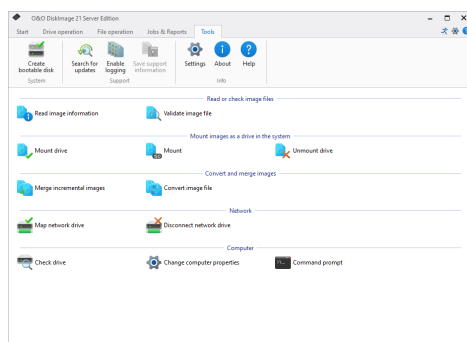 O&O DiskImage 21 Server Edition
Start Drive operation File operation Jobs & Reports Tools
Create bootable disk
Search for updates
Enable logging
Save support information
Settings
About
Help
System Support Info
Read or check image files
Read image information Validate image file
Mount images as a drive in the system
Mount drive Mount Unmount drive
ISO
Convert and merge images
Merge incremental images Convert image file
Network
Map network drive Disconnect network drive
Computer
Check drive Change computer properties Command prompt